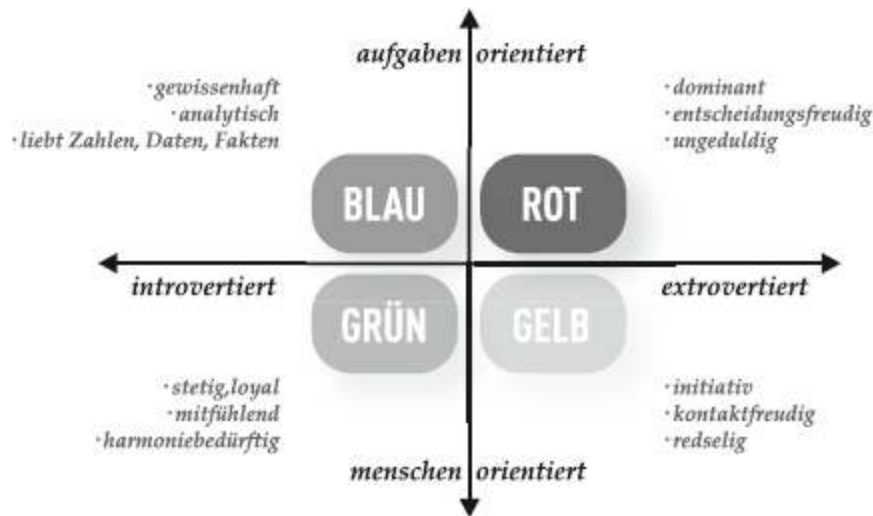 aufgaben orientiert
·gewissenhaft
·analytisch
·liebt Zahlen, Daten, Fakten
·dominant
·entscheidungsfreudig
·ungeduldig
BLAU
ROT
introvertiert
extrovertiert
GRÜN
GELB
·stetig,loyal
·mitfühlend
·harmoniebedürftig
·initiativ
·kontaktfreudig
·redselig
menschen orientiert